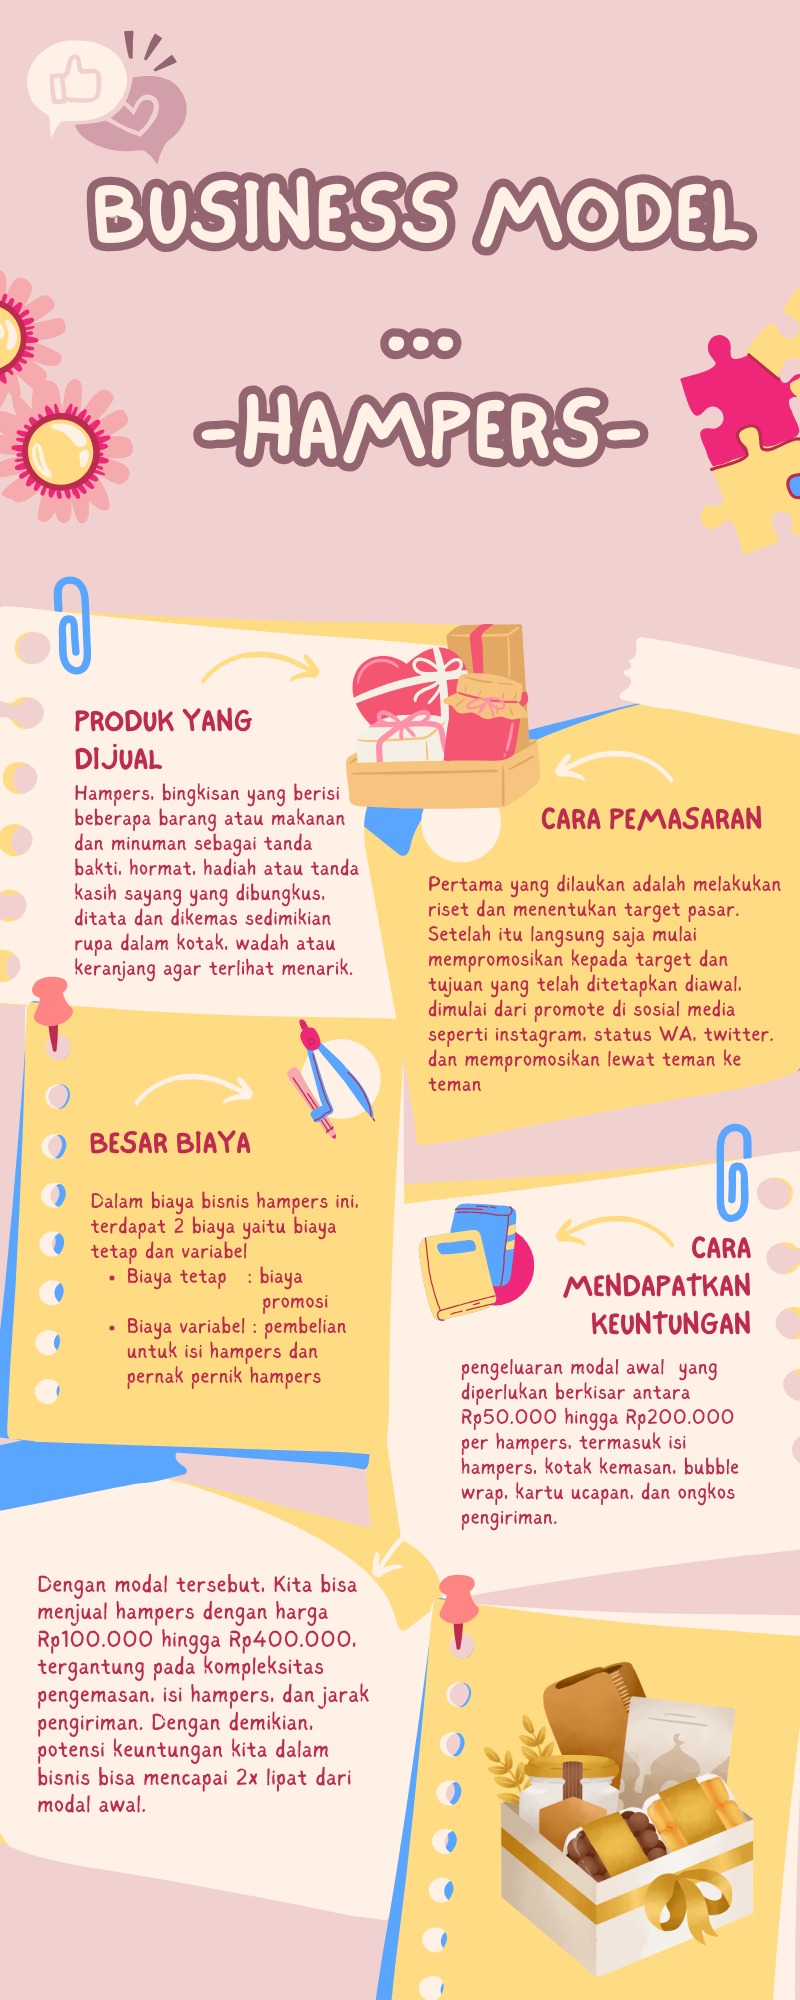 BUSINESS MODEL
...
-HAMPERS-
PRODUK YANG
DIJUAL
Hampers, bingkisan yang berisi
beberapa barang atau makanan
dan minuman sebagai tanda
bakti, hormat, hadiah atau tanda
kasih sayang yang dibungkus,
ditata dan dikemas sedimikian
rupa dalam kotak, wadah atau
keranjang agar terlihat menarik.
CARA PEMASARAN
Pertama yang dilaukan adalah melakukan
riset dan menentukan target pasar.
Setelah itu langsung saja mulai
mempromosikan kepada target dan
tujuan yang telah ditetapkan diawal,
dimulai dari promote di sosial media
seperti instagram, status WA, twitter,
dan mempromosikan lewat teman ke
teman
BESAR BIAYA
Dalam biaya bisnis hampers ini,
terdapat 2 biaya yaitu biaya
tetap dan variabel
• Biaya tetap : biaya
promosi
• Biaya variabel : pembelian
untuk isi hampers dan
pernak pernik hampers
CARA
MENDAPATKAN
KEUNTUNGAN
pengeluaran modal awal yang
diperlukan berkisar antara
Rp50.000 hingga Rp200.000
per hampers, termasuk isi
hampers, kotak kemasan, bubble
wrap, kartu ucapan, dan ongkos
pengiriman.
Dengan modal tersebut, Kita bisa
menjual hampers dengan harga
Rp100.000 hingga Rp400.000,
tergantung pada kompleksitas
pengemasan, isi hampers, dan jarak
pengiriman. Dengan demikian,
potensi keuntungan kita dalam
bisnis bisa mencapai 2x lipat dari
modal awal.